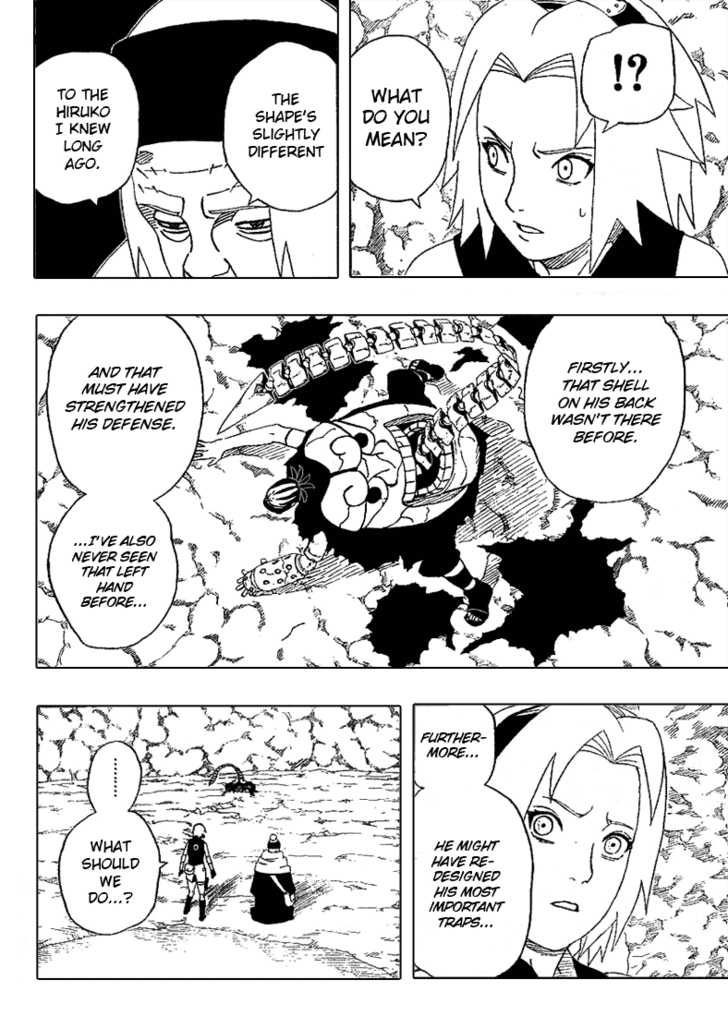 !?
WHAT
DO YOU
MEAN?
THE
SHAPE'S
SLIGHTLY
DIFFERENT
TO THE
HIRUKO
I KNEW
LONG
AGO.
FIRSTLY...
THAT SHELL
ON HIS BACK
WASN'T THERE
BEFORE.
AND THAT
MUST HAVE
STRENGTHENED
HIS DEFENSE.
...I'VE ALSO
NEVER SEEN
THAT LEFT
HAND
BEFORE...
FURTHER-
MORE...
HE MIGHT
HAVE RE-
DESIGNED
HIS MOST
IMPORTANT
TRAPS...
........
WHAT
SHOULD
WE
DO...?